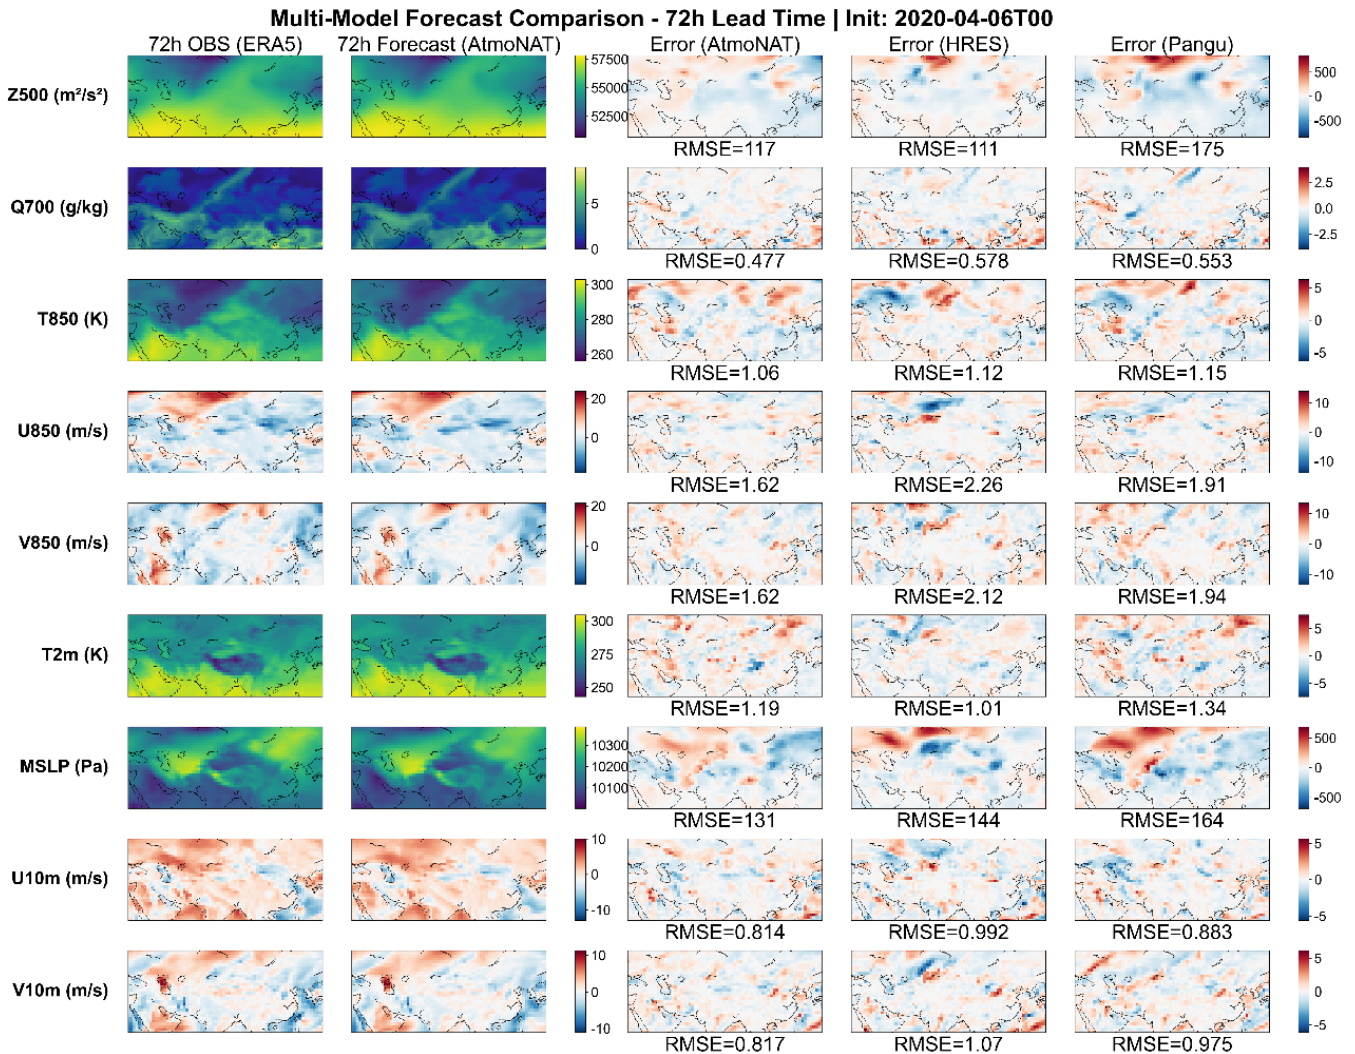 Multi-Model Forecast Comparison - 72h Lead Time | Init: 2020-04-06T00
72h OBS (ERA5) 72h Forecast (AtmoNAT) Error (AtmoNAT) Error (HRES) Error (Pangu)
Z500 (m²/s²)
57500
55000
52500
500
0
-500
RMSE=117 RMSE=111 RMSE=175
Q700 (g/kg)
5
0
2.5
0.0
-2.5
RMSE=0.477 RMSE=0.578 RMSE=0.553
T850 (K)
300
280
260
5
0
-5
RMSE=1.06 RMSE=1.12 RMSE=1.15
U850 (m/s)
20
0
10
0
-10
RMSE=1.62 RMSE=2.26 RMSE=1.91
V850 (m/s)
20
0
10
0
-10
RMSE=1.62 RMSE=2.12 RMSE=1.94
T2m (K)
300
275
250
5
0
-5
RMSE=1.19 RMSE=1.01 RMSE=1.34
MSLP (Pa)
10300
10200
10100
500
0
-500
RMSE=131 RMSE=144 RMSE=164
U10m (m/s)
10
0
-10
5
0
-5
RMSE=0.814 RMSE=0.992 RMSE=0.883
V10m (m/s)
10
0
-10
5
0
-5
RMSE=0.817 RMSE=1.07 RMSE=0.975